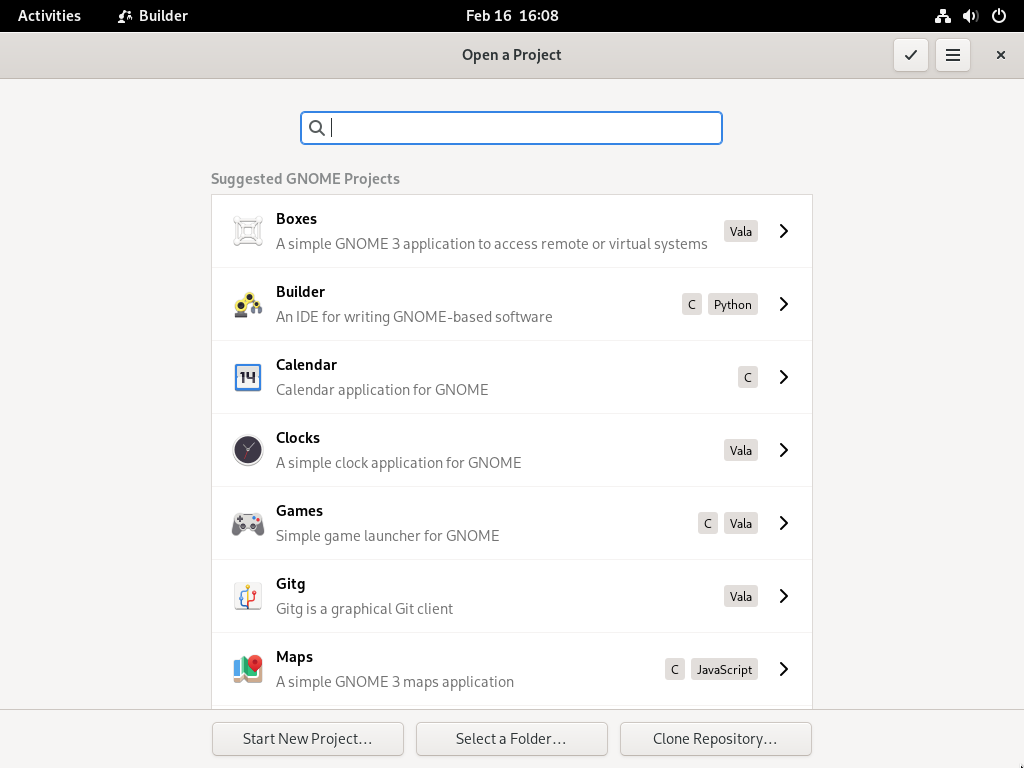 Activities Builder Feb 16 16:08
Open a Project
Suggested GNOME Projects
Boxes
A simple GNOME 3 application to access remote or virtual systems
Vala
Builder
An IDE for writing GNOME-based software
C Python
14
Calendar
Calendar application for GNOME
C
Clocks
A simple clock application for GNOME
Vala
Games
Simple game launcher for GNOME
C Vala
Gitg
Gitg is a graphical Git client
Vala
Maps
A simple GNOME 3 maps application
C JavaScript
Start New Project… Select a Folder… Clone Repository…